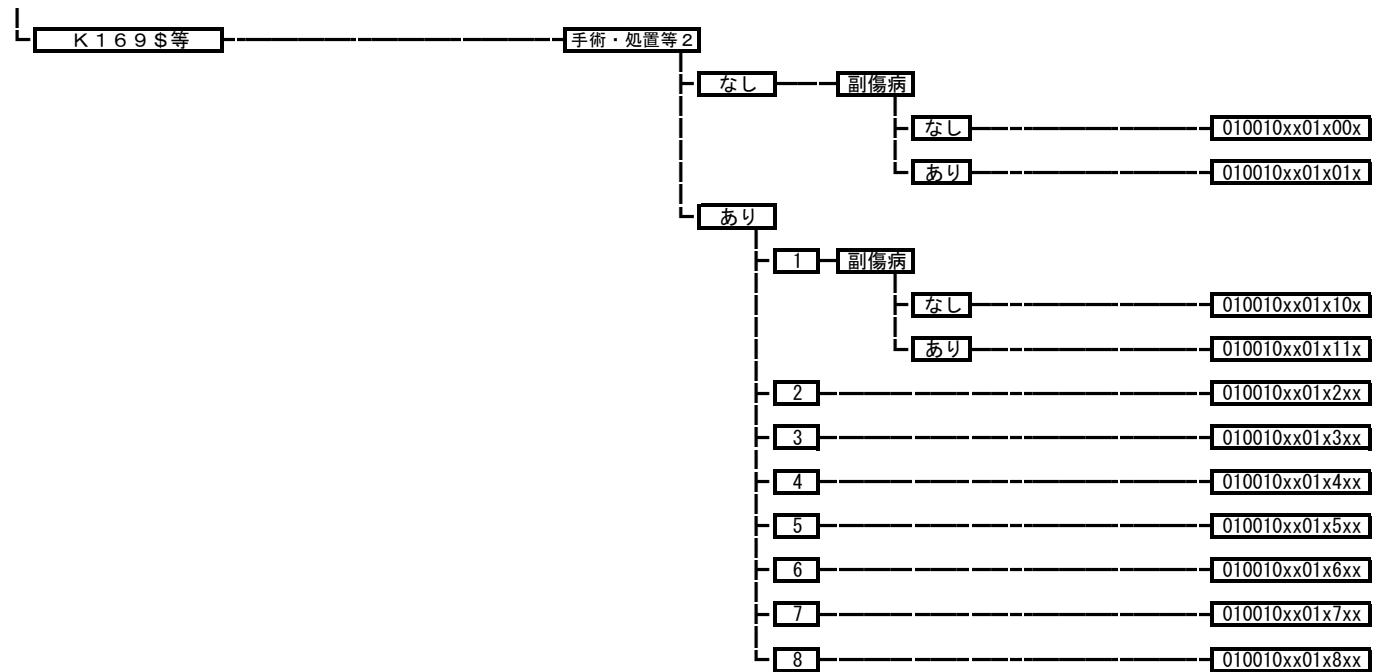 Ｋ１６９＄等 手術・処置等２
なし 副傷病
なし 010010xx01x00x
あり 010010xx01x01x
あり
1 副傷病
なし 010010xx01x10x
あり 010010xx01x11x
2 010010xx01x2xx
3 010010xx01x3xx
4 010010xx01x4xx
5 010010xx01x5xx
6 010010xx01x6xx
7 010010xx01x7xx
8 010010xx01x8xx